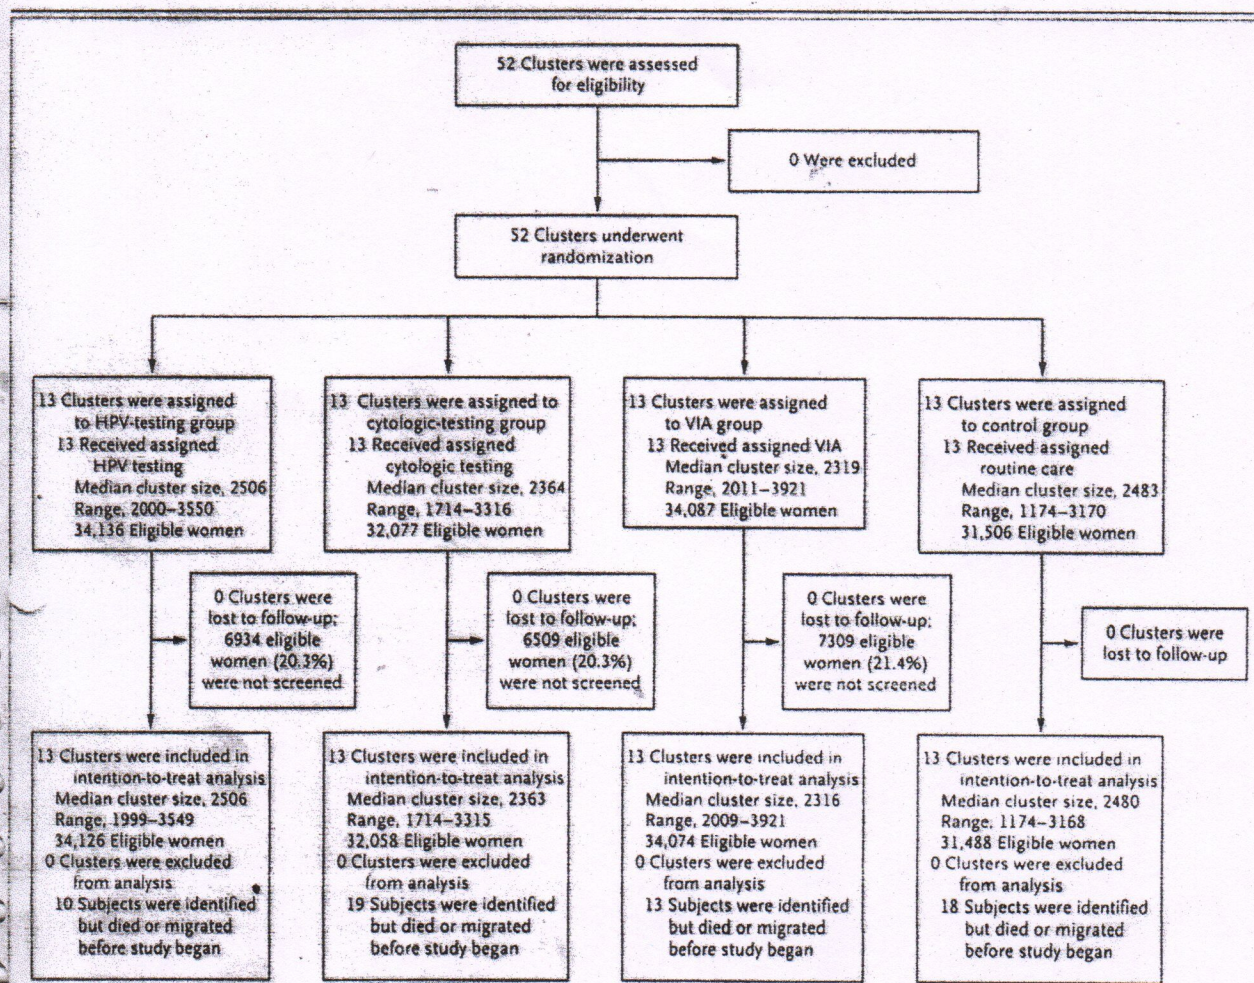 52 Clusters were assessed
for eligibility
0 Were excluded
52 Clusters underwent
randomization
13 Clusters were assigned
to HPV-testing group
13 Received assigned
HPV testing
Median cluster size, 2506
Range, 2000–3550
34,136 Eligible women
13 Clusters were assigned to
cytologic-testing group
13 Received assigned
cytologic testing
Median cluster size, 2364
Range, 1714–3316
32,077 Eligible women
13 Clusters were assigned
to VIA group
13 Received assigned VIA
Median cluster size, 2319
Range, 2011–3921
34,087 Eligible women
13 Clusters were assigned
to control group
13 Received assigned
routine care
Median cluster size, 2483
Range, 1174–3170
31,506 Eligible women
0 Clusters were
lost to follow-up;
6934 eligible
women (20.3%)
were not screened
0 Clusters were
lost to follow-up;
6509 eligible
women (20.3%)
were not screened
0 Clusters were
lost to follow-up;
7309 eligible
women (21.4%)
were not screened
0 Clusters were
lost to follow-up
13 Clusters were included in
intention-to-treat analysis
Median cluster size, 2506
Range, 1999–3549
34,126 Eligible women
0 Clusters were excluded
from analysis
10 Subjects were identified
but died or migrated
before study began
13 Clusters were included in
intention-to-treat analysis
Median cluster size, 2363
Range, 1714–3315
32,058 Eligible women
0 Clusters were excluded
from analysis
19 Subjects were identified
but died or migrated
before study began
13 Clusters were included in
intention-to-treat analysis
Median cluster size, 2316
Range, 2009–3921
34,074 Eligible women
0 Clusters were excluded
from analysis
13 Subjects were identified
but died or migrated
before study began
13 Clusters were included in
intention-to-treat analysis
Median cluster size, 2480
Range, 1174–3168
31,488 Eligible women
0 Clusters were excluded
from analysis
18 Subjects were identified
but died or migrated
before study began